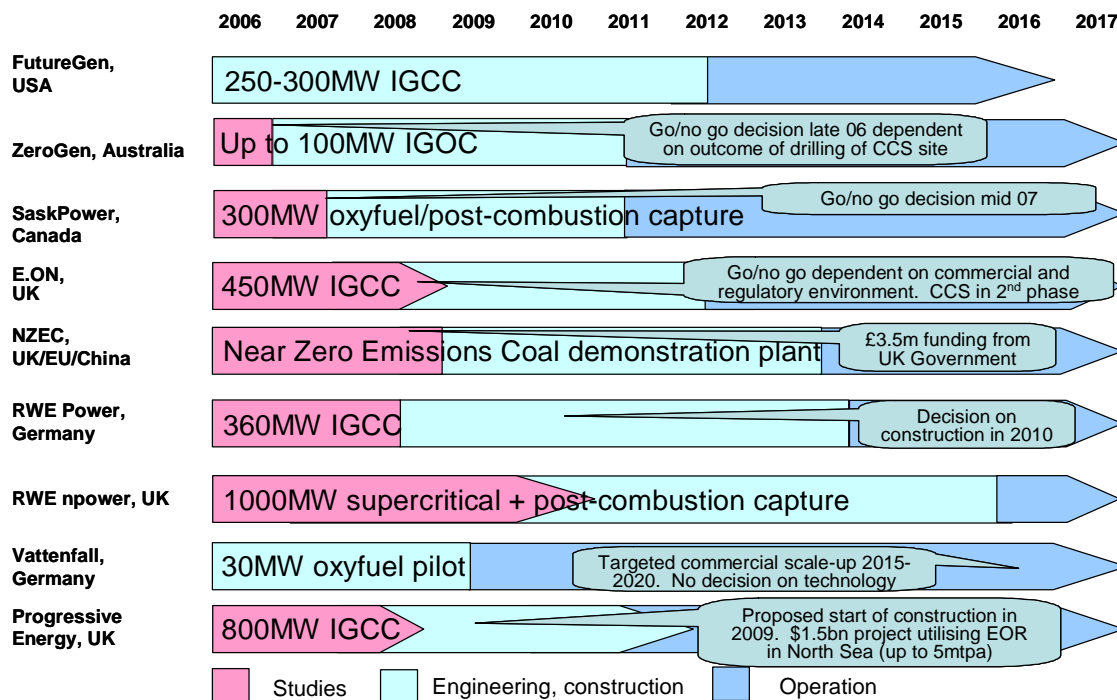 2006 2007 2008 2009 2010 2011 2012 2013 2014 2015 2016 2017
FutureGen,
USA
250-300MW IGCC
ZeroGen, Australia
Up to 100MW IGOC
Go/no go decision late 06 dependent
on outcome of drilling of CCS site
SaskPower,
Canada
300MW oxyfuel/post-combustion capture
Go/no go decision mid 07
E.ON,
UK
450MW IGCC
Go/no go dependent on commercial and
regulatory environment. CCS in 2nd phase
NZEC,
UK/EU/China
Near Zero Emissions Coal demonstration plant
£3.5m funding from
UK Government
RWE Power,
Germany
360MW IGCC
Decision on
construction in 2010
RWE npower, UK
1000MW supercritical + post-combustion capture
Vattenfall,
Germany
30MW oxyfuel pilot
Targeted commercial scale-up 2015-
2020. No decision on technology
Progressive
Energy, UK
800MW IGCC
Proposed start of construction in
2009. $1.5bn project utilising EOR
in North Sea (up to 5mtpa)
Studies
Engineering, construction
Operation